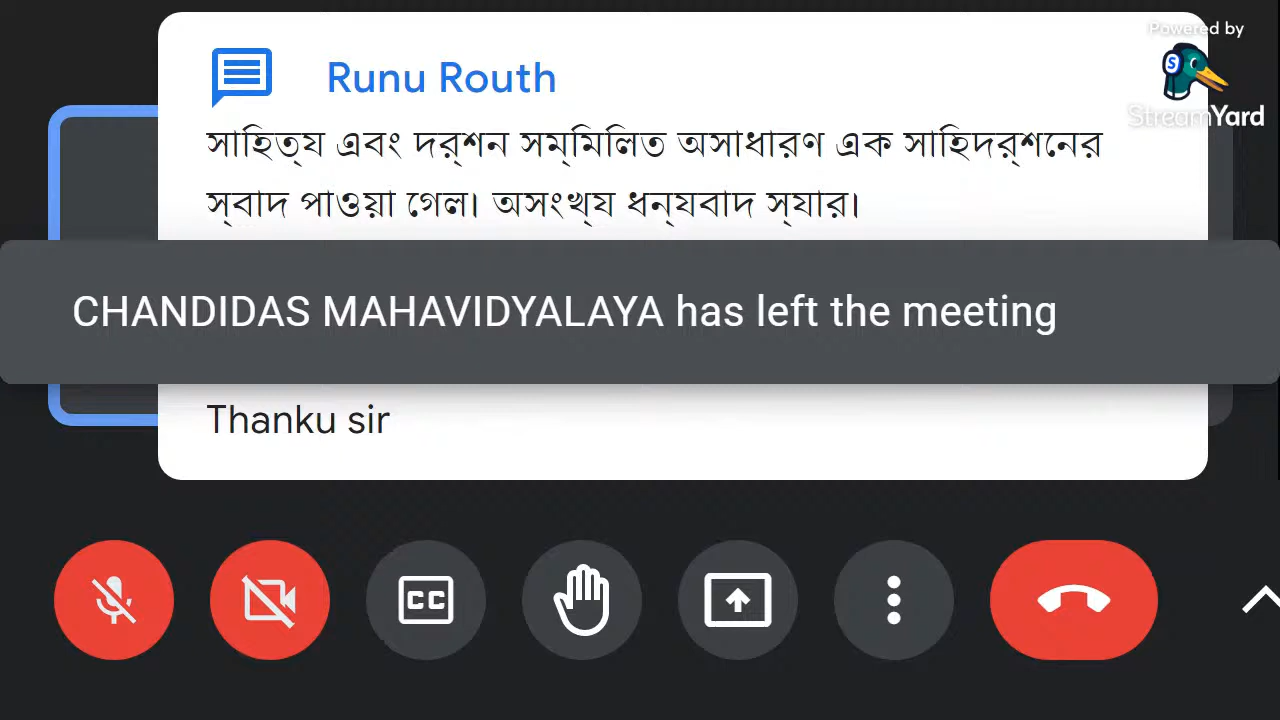 Powered by
StreamYard
Runu Routh
সাহিত্য এবং দর্শন সম্মিলিত অসাধারণ এক সাহিদর্শনের
স্বাদ পাওয়া গেল। অসংখ্য ধন্যবাদ স্যার।
CHANDIDAS MAHAVIDYALAYA has left the meeting
Thanku sir
CC